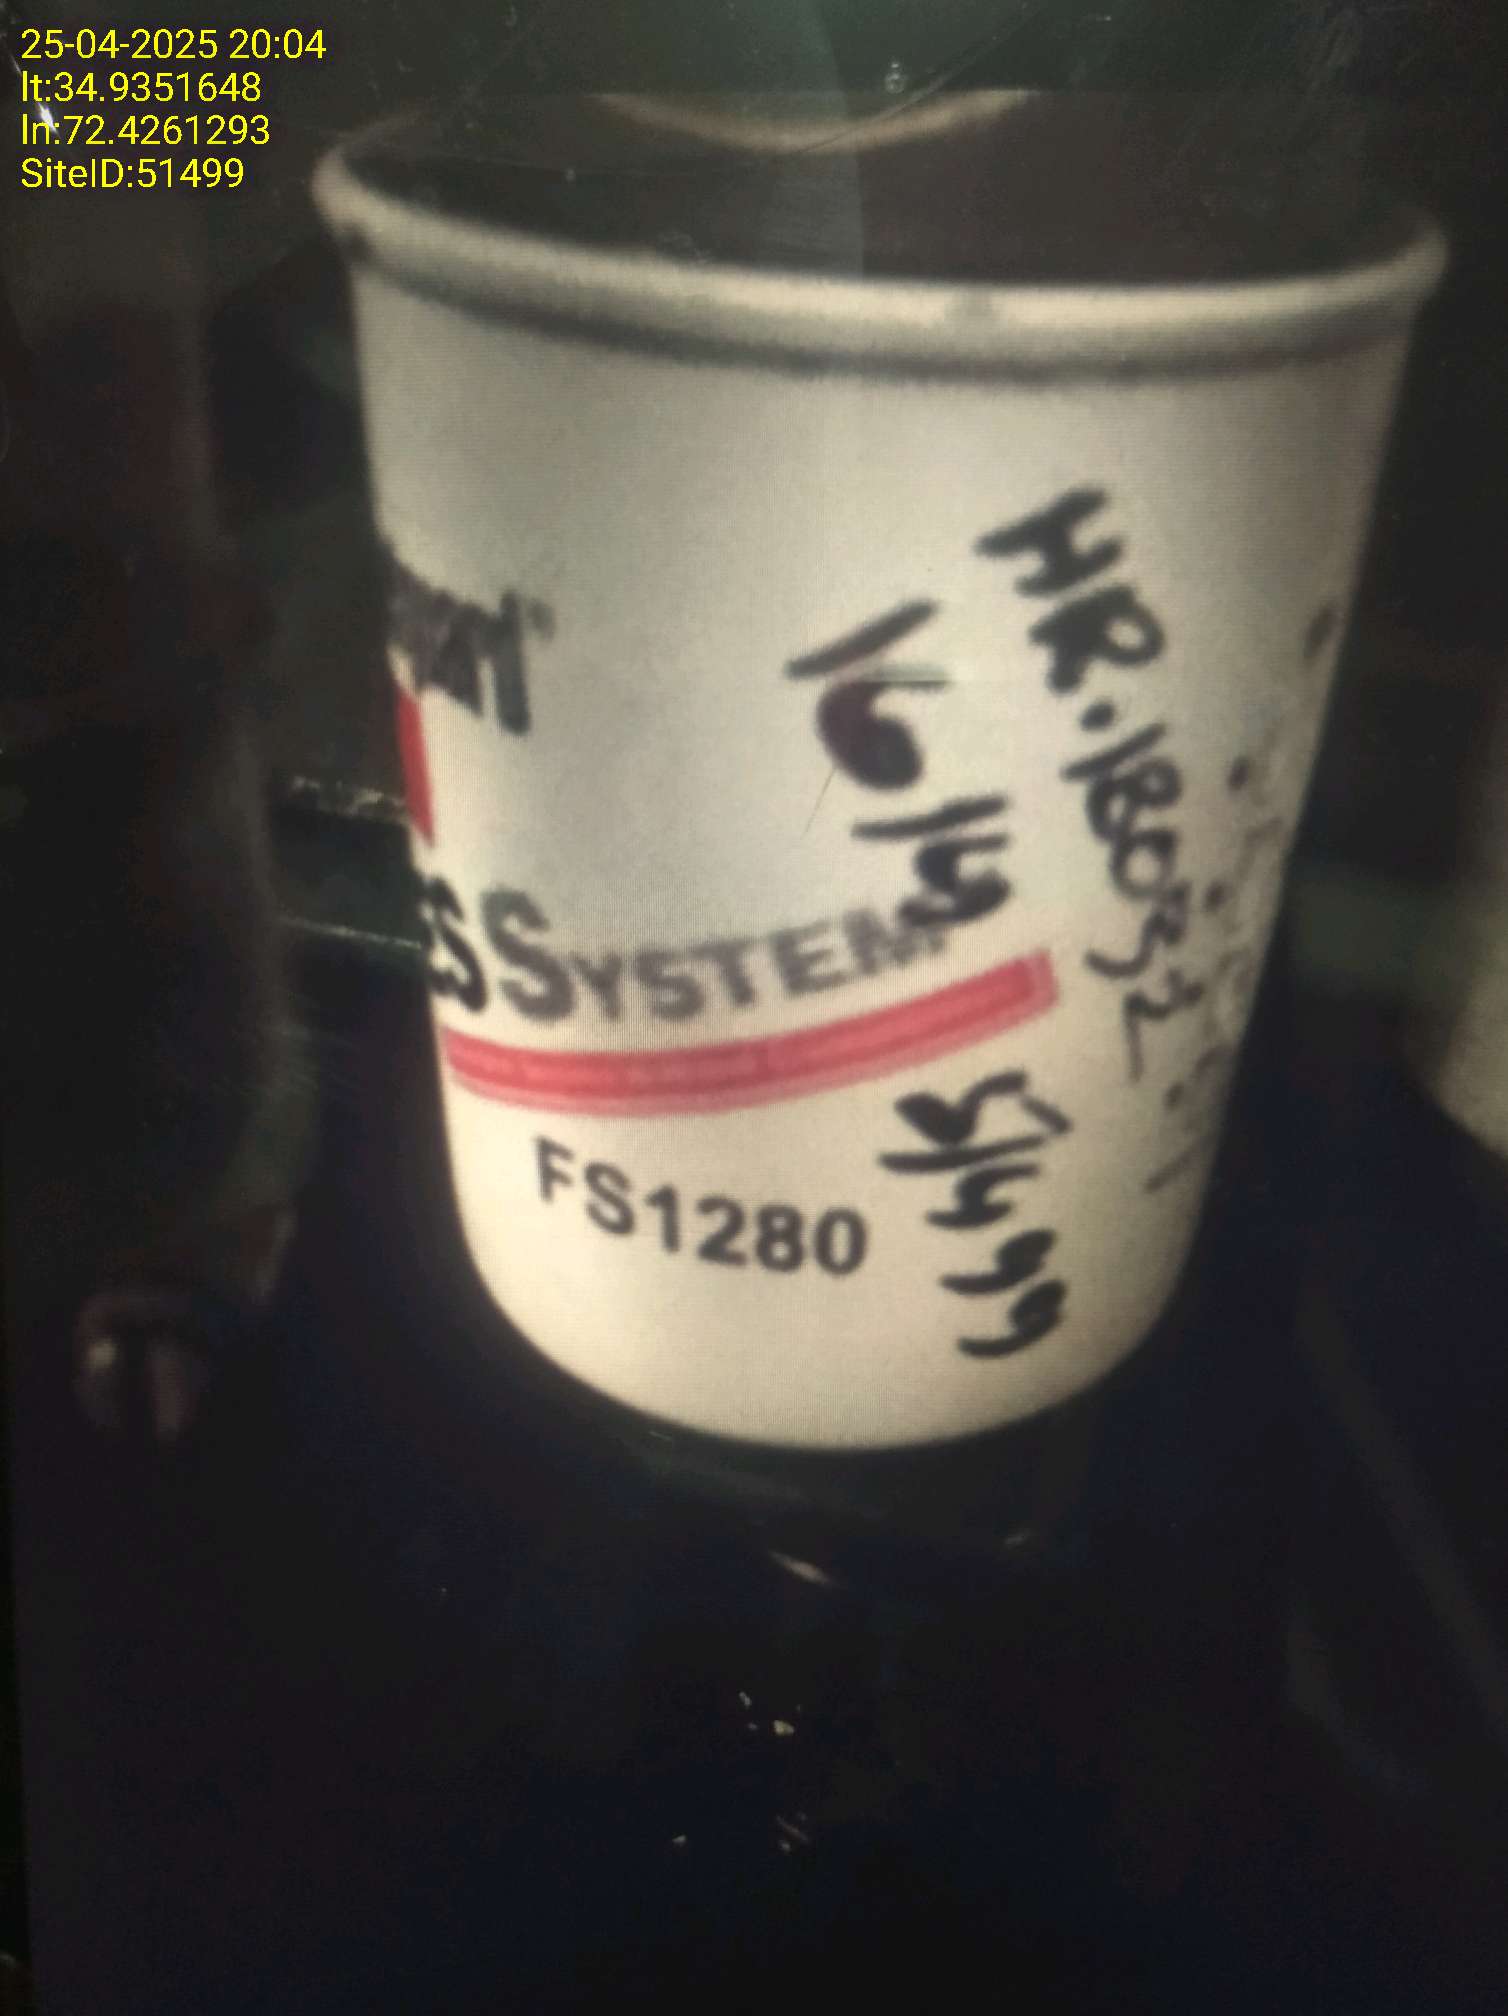 25-04-2025 20:04
lt:34.9351648
ln:72.4261293
SiteID:51499
SYSTEM
FS1280
HR.18032
16/4
51499